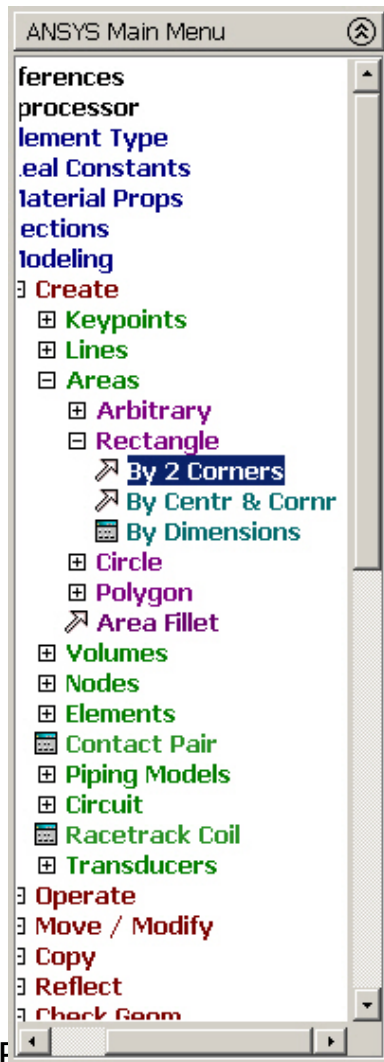 ANSYS Main Menu
ferences
processor
lement Type
eal Constants
laterial Props
ections
lodeling
Create
Keypoints
Lines
Areas
Arbitrary
Rectangle
By 2 Corners
By Centr & Cornr
By Dimensions
Circle
Polygon
Area Fillet
Volumes
Nodes
Elements
Contact Pair
Piping Models
Circuit
Racetrack Coil
Transducers
Operate
Move / Modify
Copy
Reflect
Check Geom